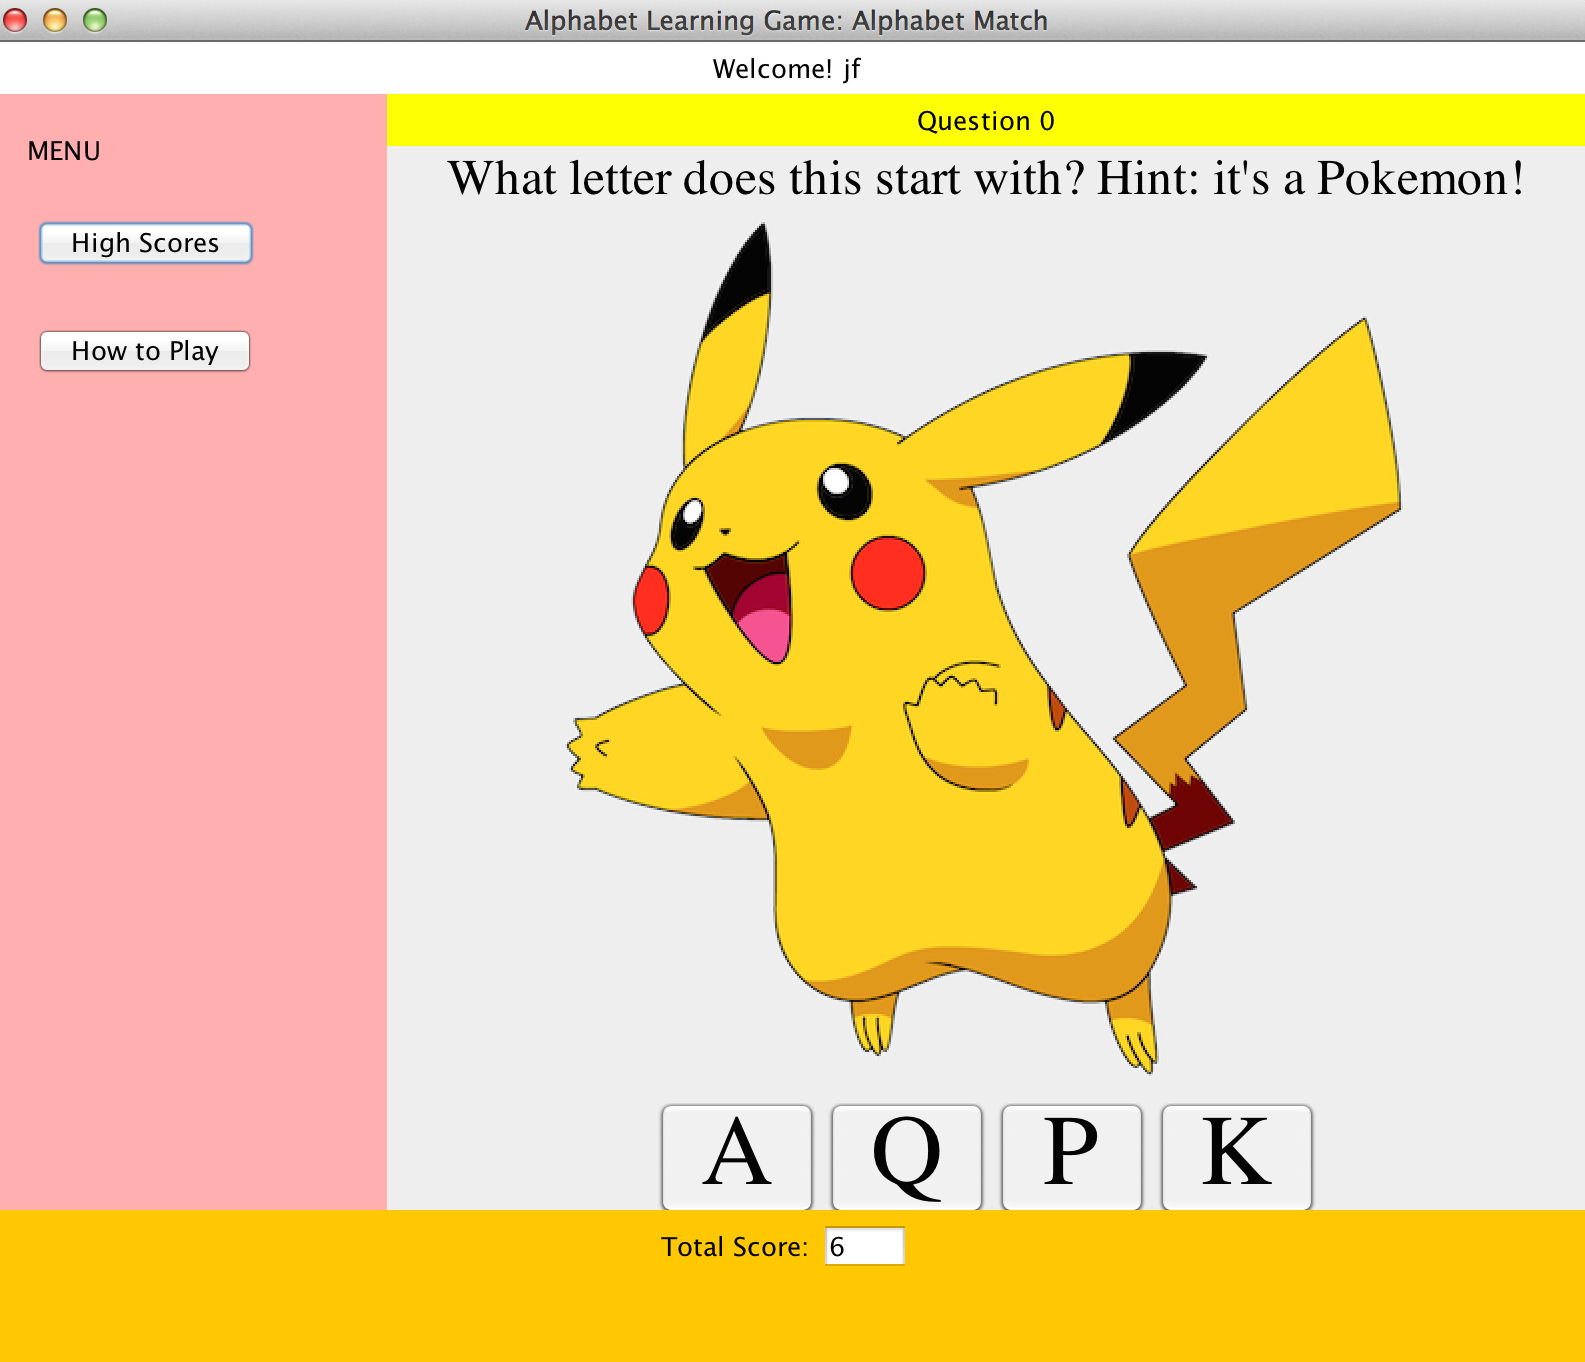 Alphabet Learning Game: Alphabet Match
Welcome! jf
MENU
High Scores
How to Play
Question 0
What letter does this start with? Hint: it's a Pokemon!
A Q P K
Total Score: 6